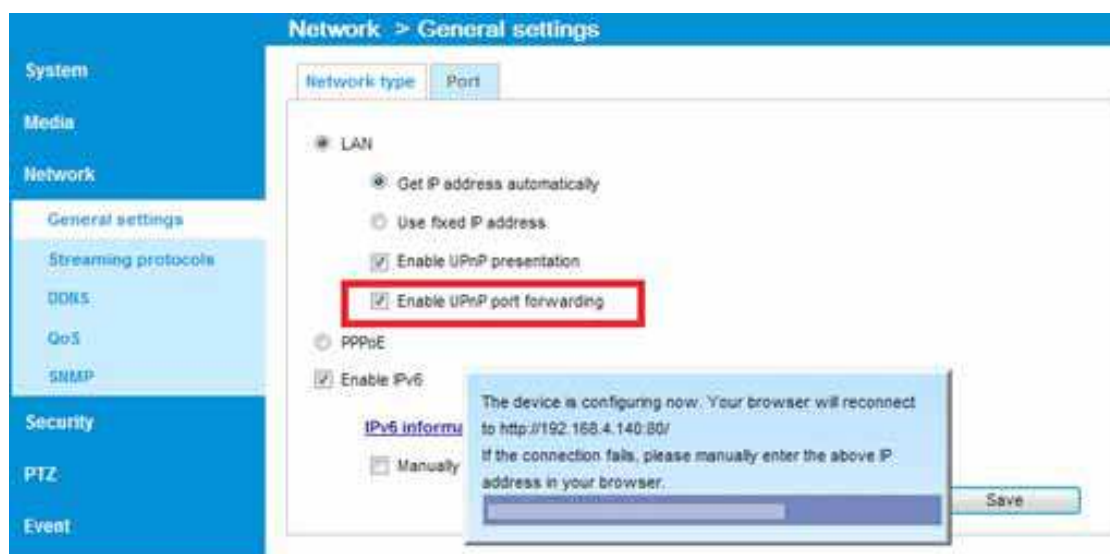 Network > General settings
System
Media
Network
General settings
Streaming protocols
DDNS
QoS
SNMP
Security
PTZ
Event
Network type Port
LAN
Get IP address automatically
Use fixed IP address
Enable UPnP presentation
Enable UPnP port forwarding
PPPoE
Enable IPv6
IPv6 informa
Manually
The device is configuring now. Your browser will reconnect
to http://192.168.4.140:80/
If the connection fails, please manually enter the above IP
address in your browser.
Save